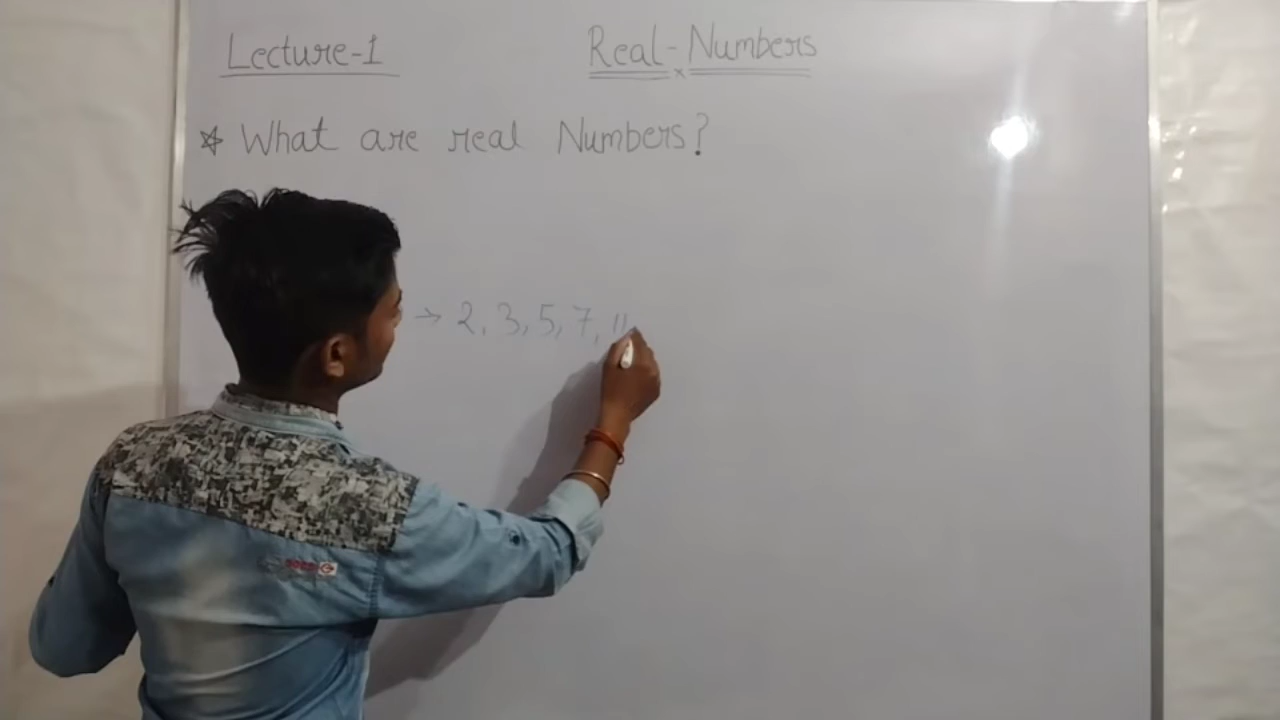 Lecture-1
Real-Numbers
☆ What are real Numbers?
→ 2, 3, 5, 7, 11